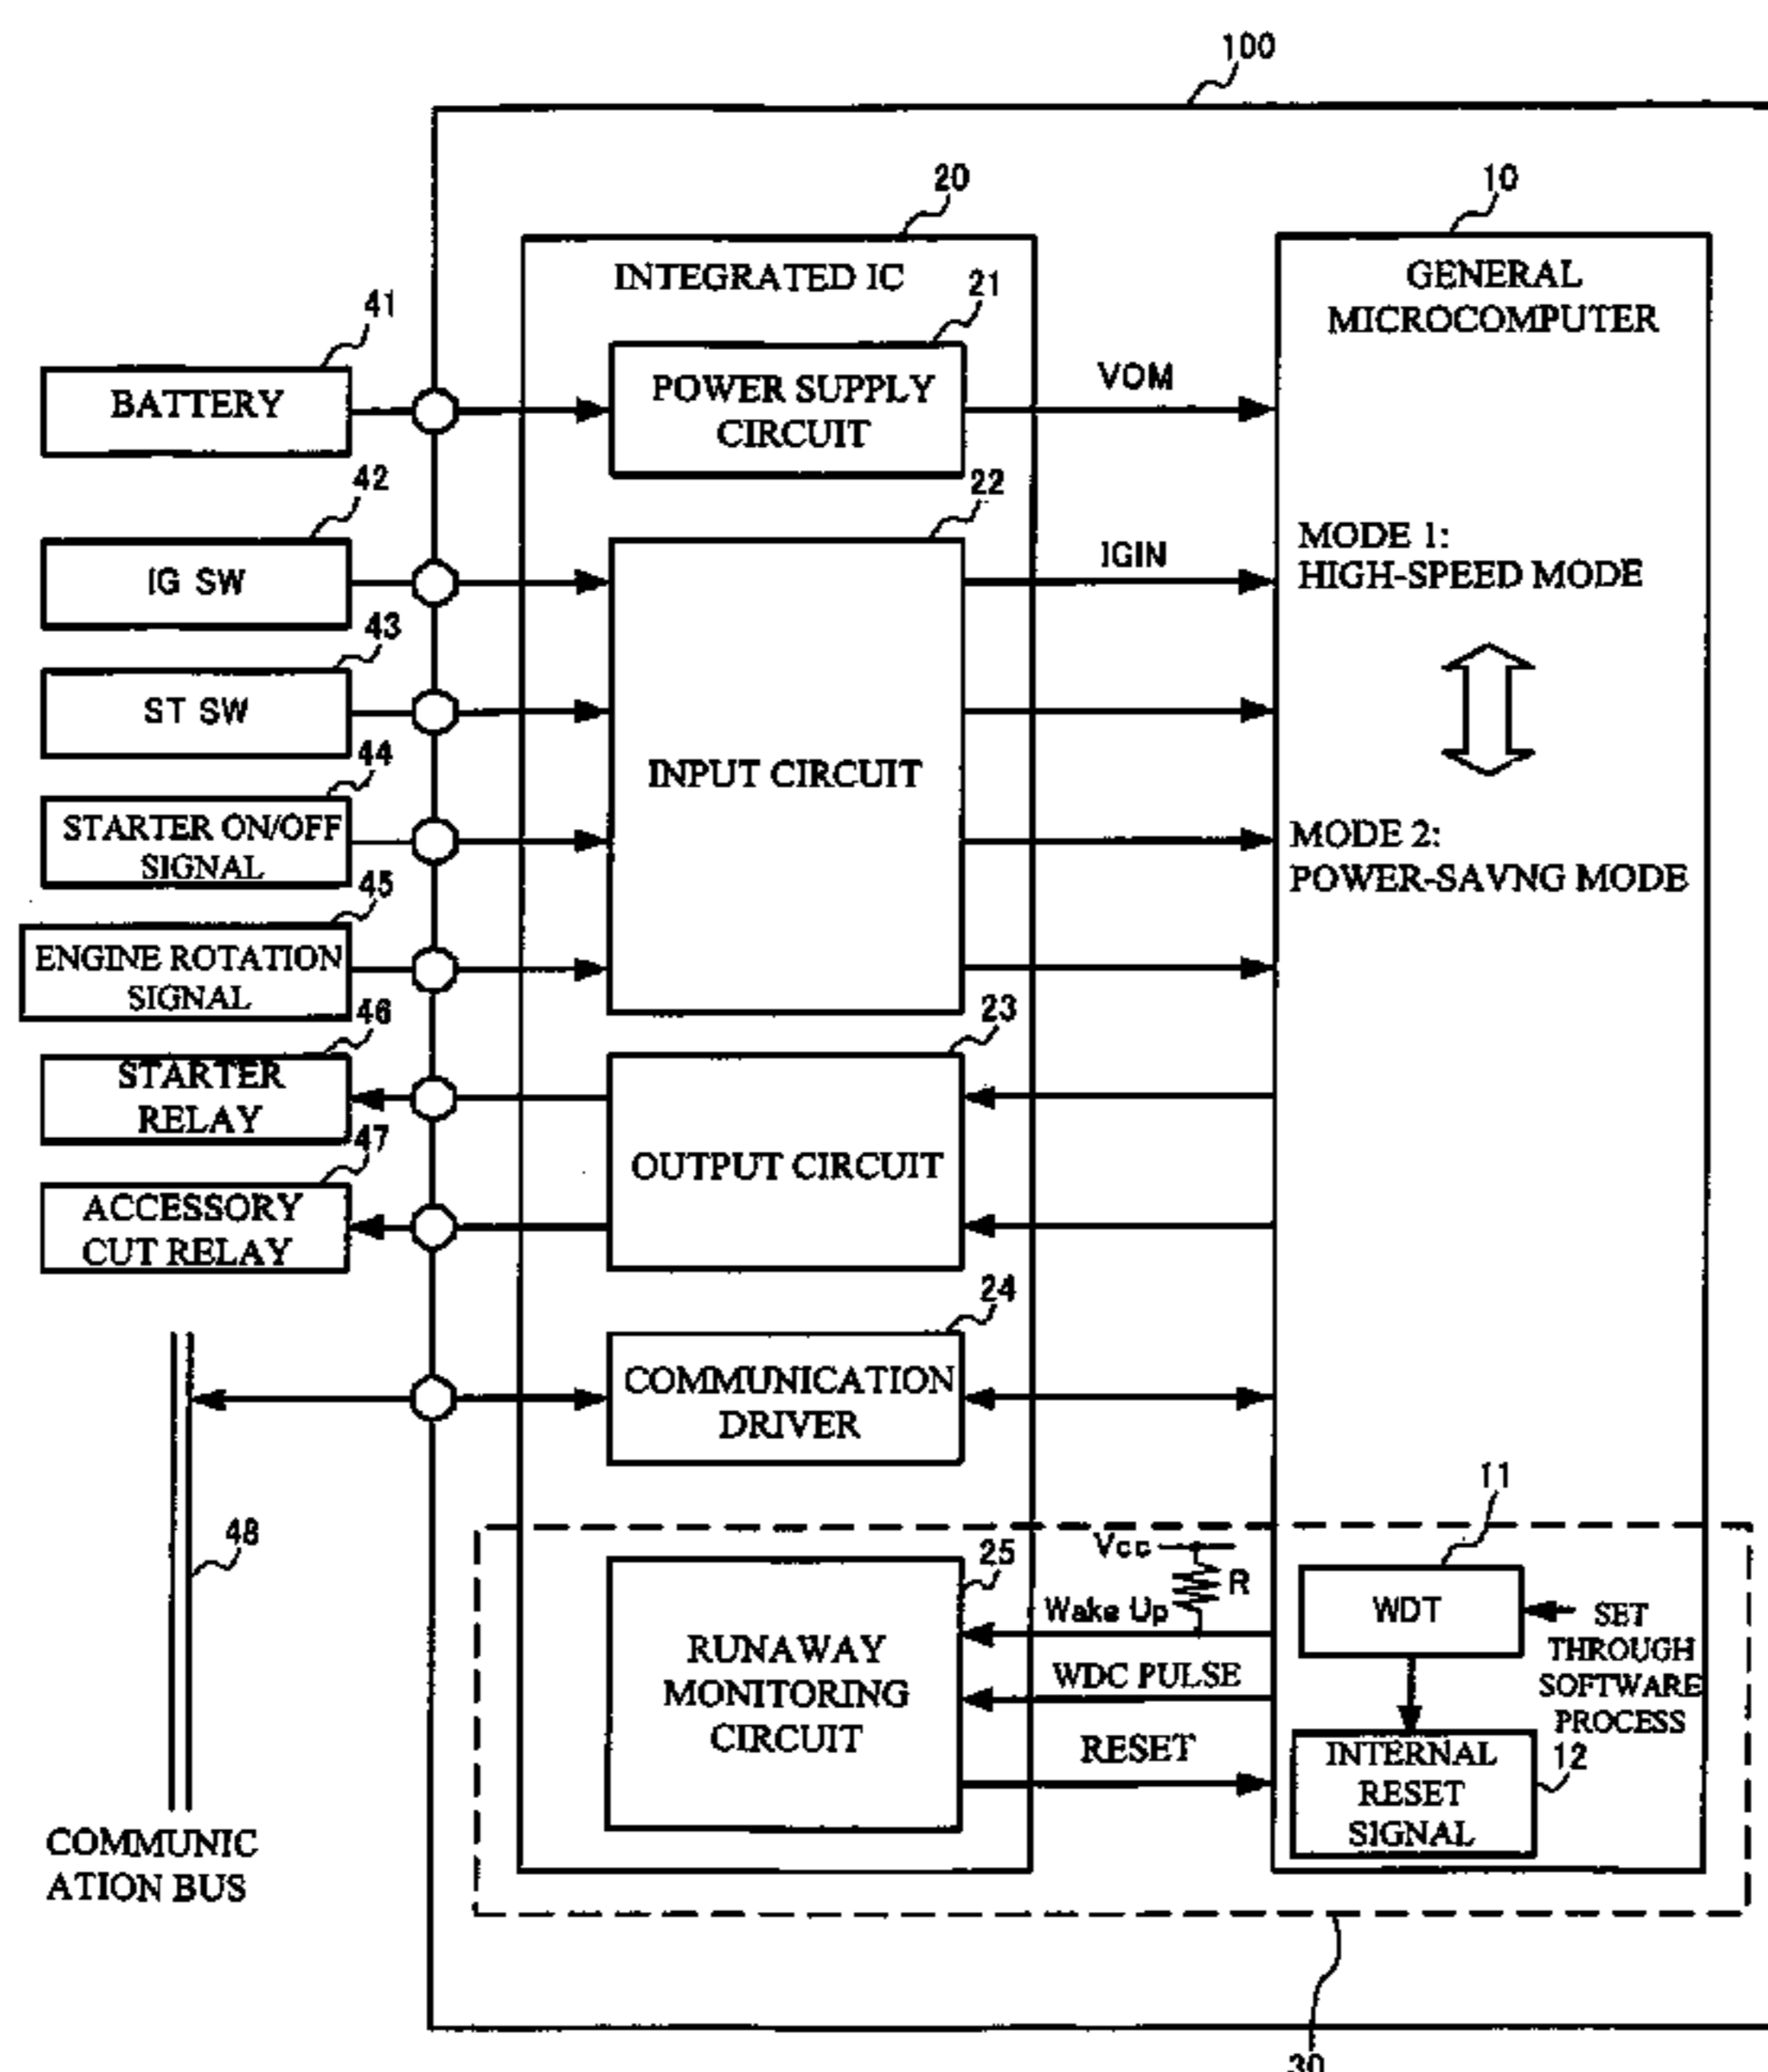 100
20
10
INTEGRATED IC
GENERAL
MICROCOMPUTER
21
41
BATTERY
POWER SUPPLY
CIRCUIT
VOM
42
22
IG SW
IGIN
MODE 1:
HIGH-SPEED MODE
43
ST SW
INPUT CIRCUIT
44
STARTER ON/OFF
SIGNAL
MODE 2:
POWER-SAVNG MODE
45
ENGINE ROTATION
SIGNAL
46
23
STARTER
RELAY
47
OUTPUT CIRCUIT
ACCESSORY
CUT RELAY
24
COMMUNICATION
DRIVER
48
COMMUNIC
ATION BUS
25
RUNAWAY
MONITORING
CIRCUIT
Vcc
R
Wake Up
WDC PULSE
RESET
11
WDT
SET
THROUGH
SOFTWARE
PROCESS
INTERNAL
RESET
SIGNAL
12
30